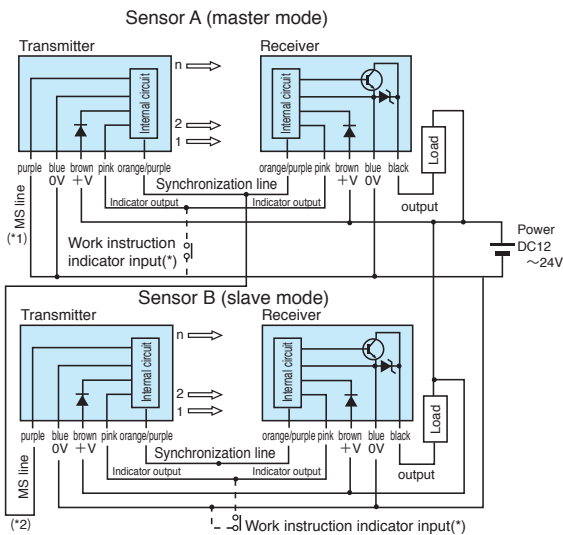 Sensor A (master mode)
Transmitter
Receiver
n
2
1
Internal circuit
Internal circuit
Load
purple blue brown pink orange/purple
0V +V
orange/purple pink brown blue black
+V 0V
Synchronization line
Indicator output
Indicator output
output
MS line
(*1)
Work instruction
indicator input(*)
Power
DC12
~24V
Sensor B (slave mode)
Transmitter
Receiver
n
2
1
Internal circuit
Internal circuit
Load
purple blue brown pink orange/purple
0V +V
orange/purple pink brown blue black
+V 0V
Synchronization line
Indicator output
Indicator output
output
MS line
(*2)
Work instruction indicator input(*)